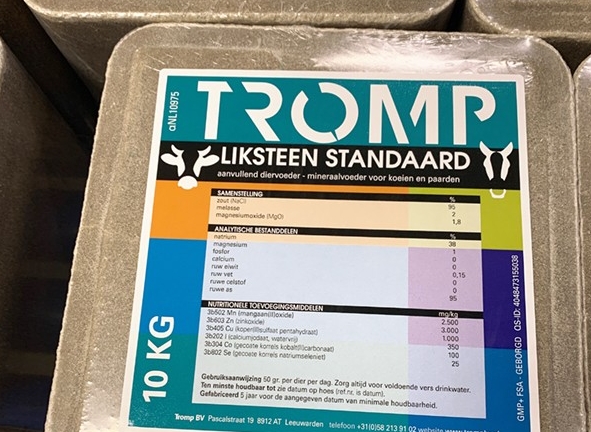 αNL10975
TROMP
LIKSTEEN STANDAARD
aanvullend diervoeder - mineraalvoeder voor koeien en paarden
SAMENSTELLING %
zout (NaCl) 95
melasse 2
magnesiumoxide (MgO) 1,8
ANALYTISCHE BESTANDDELEN %
natrium 38
magnesium 1
fosfor 0
calcium 0
ruw eiwit 0
ruw vet 0,15
ruwe celstof 0
ruwe as 95
NUTRITIONELE TOEVOEGINGSMIDDELEN mg/kg
3b502 Mn (mangaan(II)oxide) 2.500
3b603 Zn (zinkoxide) 3.000
3b405 Cu (koper(II)sulfaat pentahydraat) 1.000
3b202 I (calciumjodaat, watervrij) 350
3b304 Co (gecoate korrels kobalt(II)carbonaat) 100
3b802 Se (gecoate korrels natriumseleniet) 25
Gebruiksaanwijzing 50 gr. per dier per dag. Zorg altijd voor voldoende vers drinkwater.
Ten minste houdbaar tot zie datum op hoes (ref.nr. is datum).
Gefabriceerd 5 jaar voor de aangegeven datum van minimale houdbaarheid.
Tromp BV Pascalstraat 19 8912 AT Leeuwarden telefoon +31(0)58 213 91 02 website
10 KG
GMP+ FSA - GEBORGD QS-ID: 4048473155038